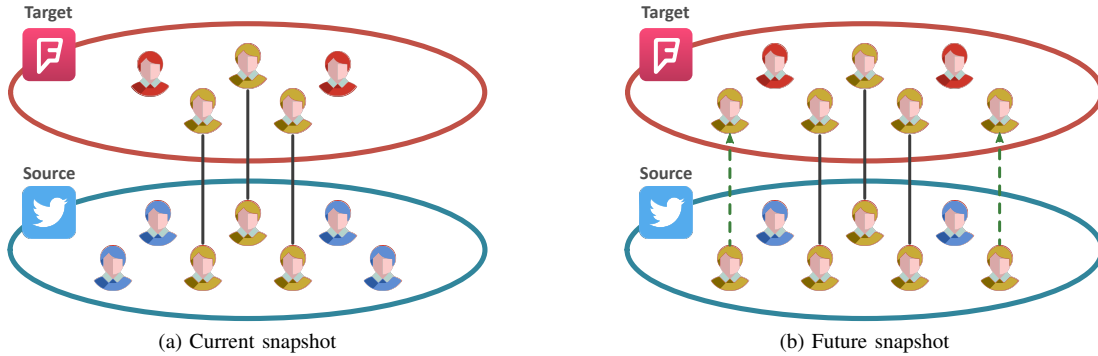 Target
Source
(a) Current snapshot
Target
Source
(b) Future snapshot